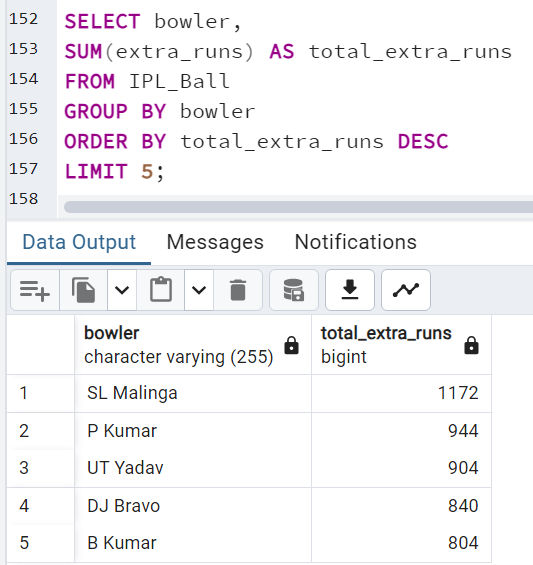 152 SELECT bowler,
153 SUM(extra_runs) AS total_extra_runs
154 FROM IPL_Ball
155 GROUP BY bowler
156 ORDER BY total_extra_runs DESC
157 LIMIT 5;
158
Data Output Messages Notifications
bowler total_extra_runs
character varying (255) bigint
1 SL Malinga 1172
2 P Kumar 944
3 UT Yadav 904
4 DJ Bravo 840
5 B Kumar 804